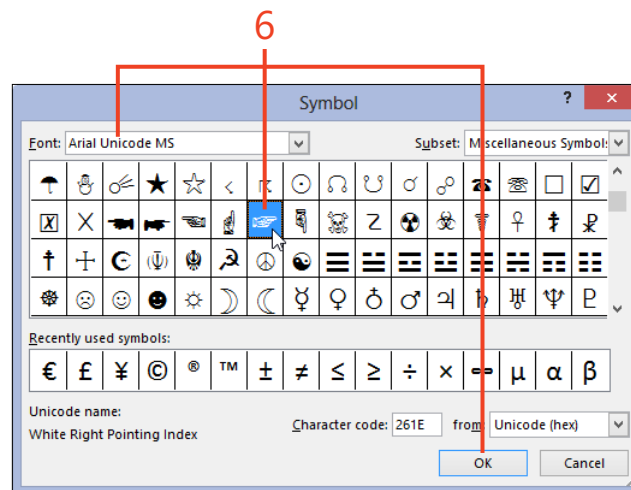 6
Symbol ? ×
Font: Arial Unicode MS Subset: Miscellaneous Symbols
Recently used symbols:
€ £ ¥ © ® ™ ± ≠ ≤ ≥ ÷ × ∞ µ α β
Unicode name:
White Right Pointing Index
Character code: 261E from: Unicode (hex)
OK Cancel